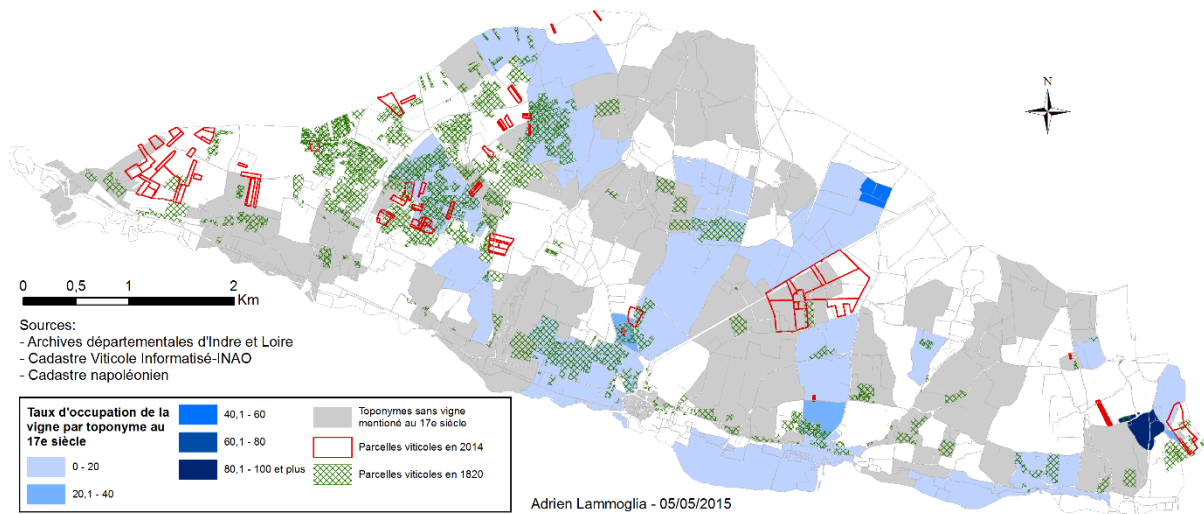 N
0 0,5 1 2
Km
Sources:
- Archives départementales d'Indre et Loire
- Cadastre Viticole Informatisé-INAO
- Cadastre napoléonien
Taux d'occupation de la
vigne par toponyme au
17e siècle
0 - 20
20,1 - 40
40,1 - 60
60,1 - 80
80,1 - 100 et plus
Toponymes sans vigne
mentioné au 17e siècle
Parcelles viticoles en 2014
Parcelles viticoles en 1820
Adrien Lammoglia - 05/05/2015